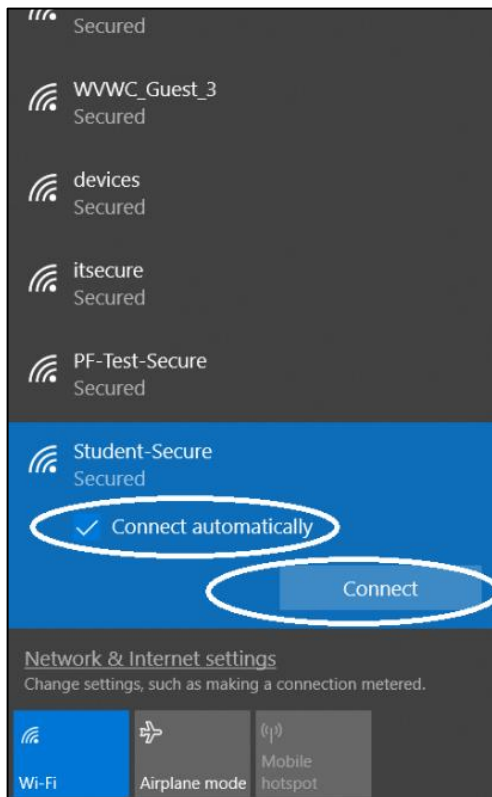 Secured
WVWC_Guest_3
Secured
devices
Secured
itsecure
Secured
PF-Test-Secure
Secured
Student-Secure
Secured
Connect automatically
Connect
Network & Internet settings
Change settings, such as making a connection metered.
Wi-Fi
Airplane mode
Mobile
hotspot